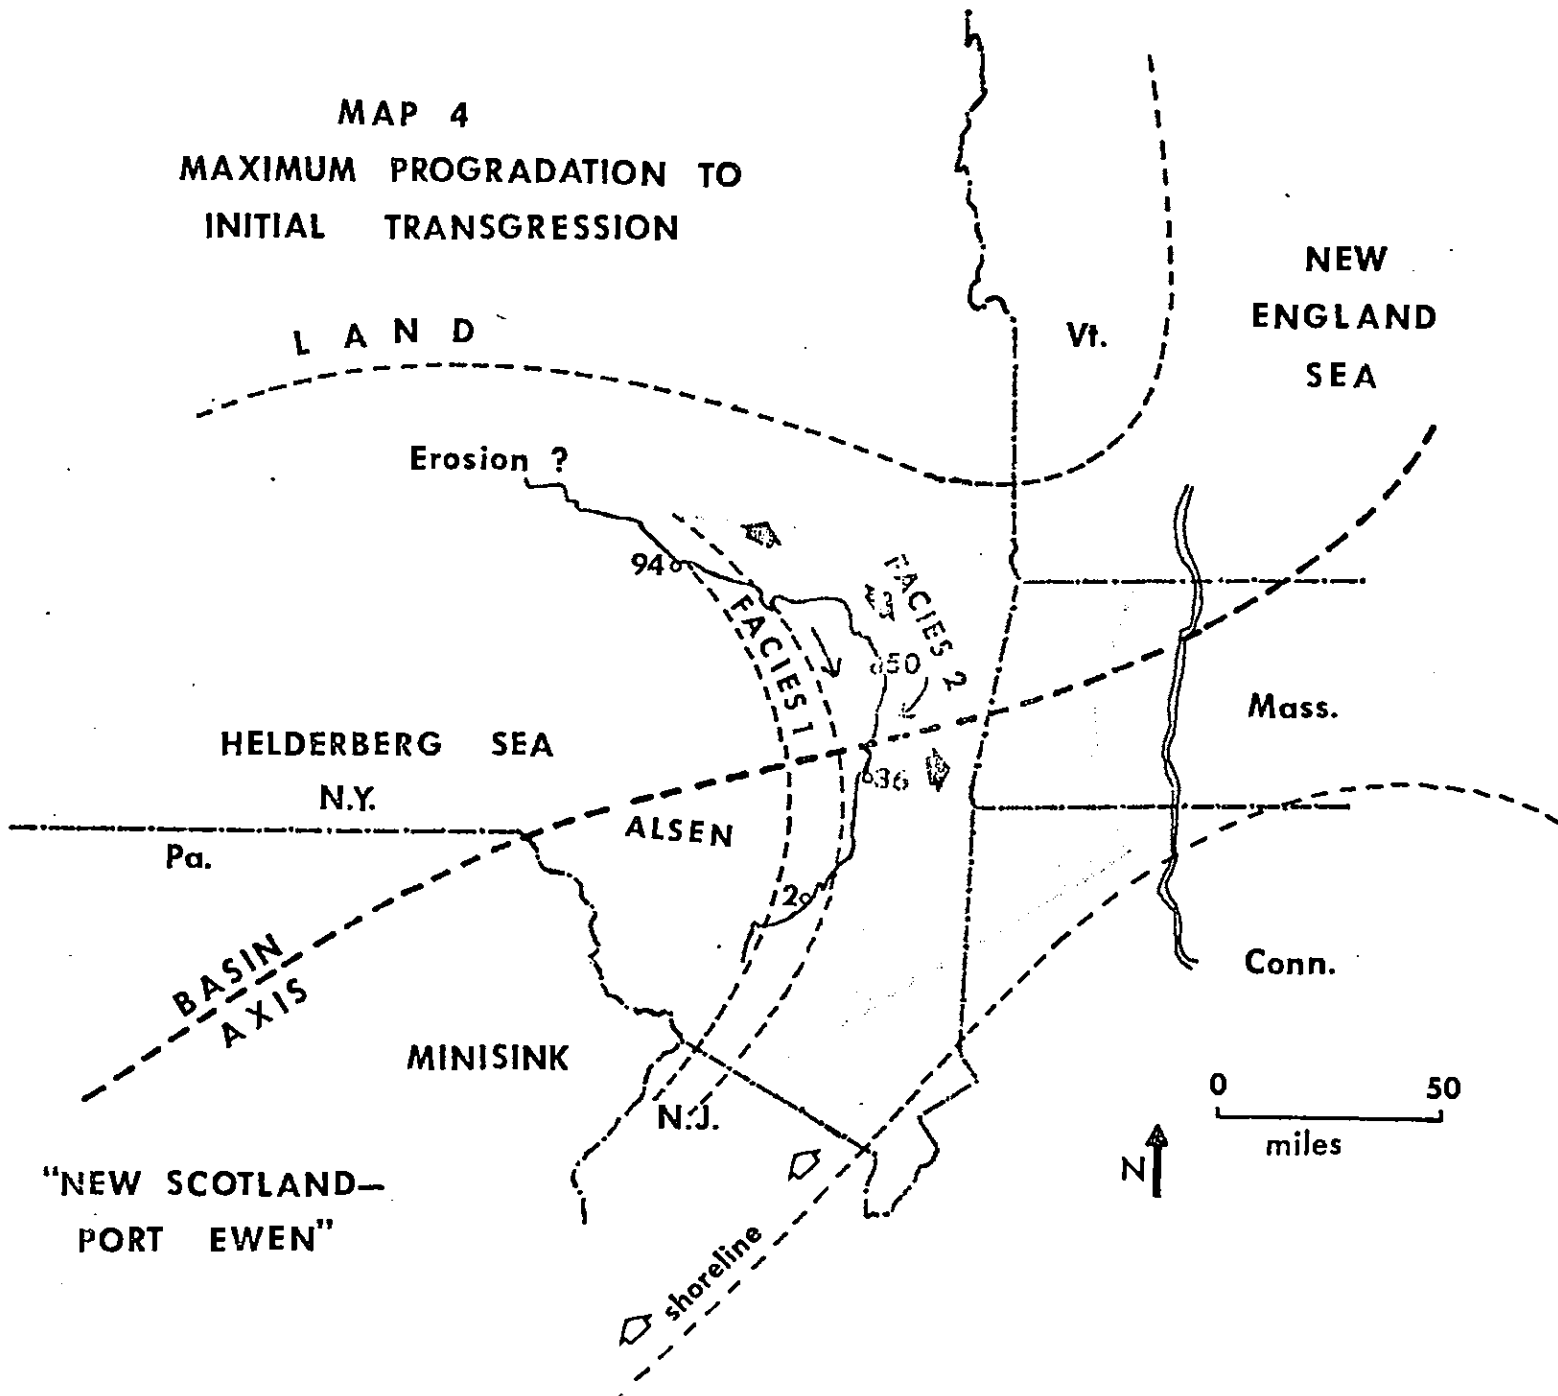 MAP 4
MAXIMUM PROGRADATION TO
INITIAL TRANSGRESSION
NEW
ENGLAND
SEA
LAND
Vt.
Erosion ?
94
FACIES 1
FACIES 2
50
Mass.
HELDERBERG SEA
N.Y.
36
ALSEN
Pa.
2
BASIN
AXIS
Conn.
MINISINK
N.J.
0 50
miles
N
"NEW SCOTLAND—
PORT EWEN"
shoreline